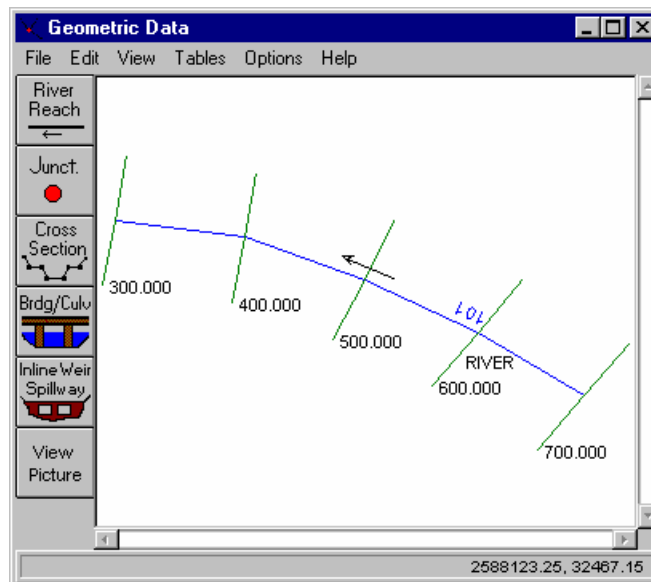 Geometric Data
File Edit View Tables Options Help
River
Reach
Junct.
Cross
Section
Brdg/Culv
Inline Weir
Spillway
View
Picture
300.000
400.000
500.000
101
RIVER
600.000
700.000
2588123.25, 32467.15